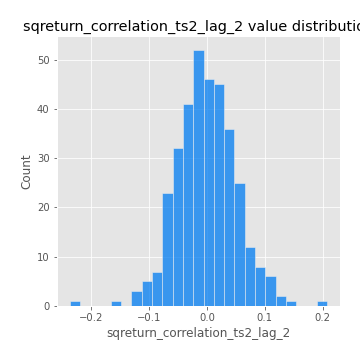 sqreturn_correlation_ts2_lag_2 value distributio
50
40
30
20
10
0
Count
−0.2 −0.1 0.0 0.1 0.2
sqreturn_correlation_ts2_lag_2